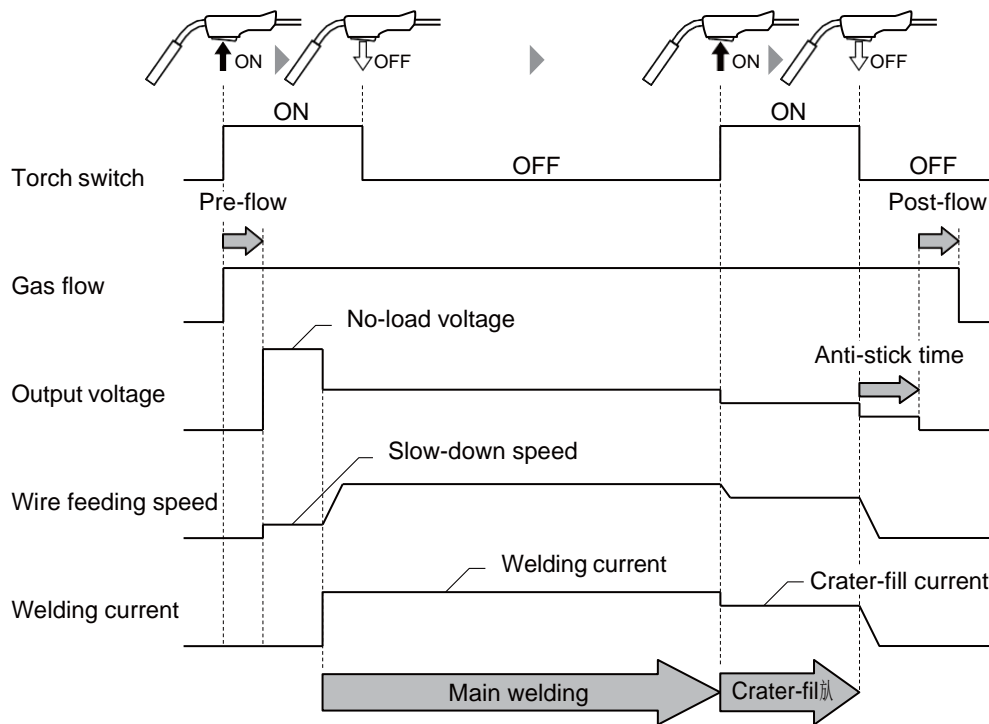 ON
OFF
ON
OFF
ON
ON
Torch switch
OFF
OFF
Pre-flow
Post-flow
Gas flow
No-load voltage
Anti-stick time
Output voltage
Slow-down speed
Wire feeding speed
Welding current
Crater-fill current
Welding current
Main welding